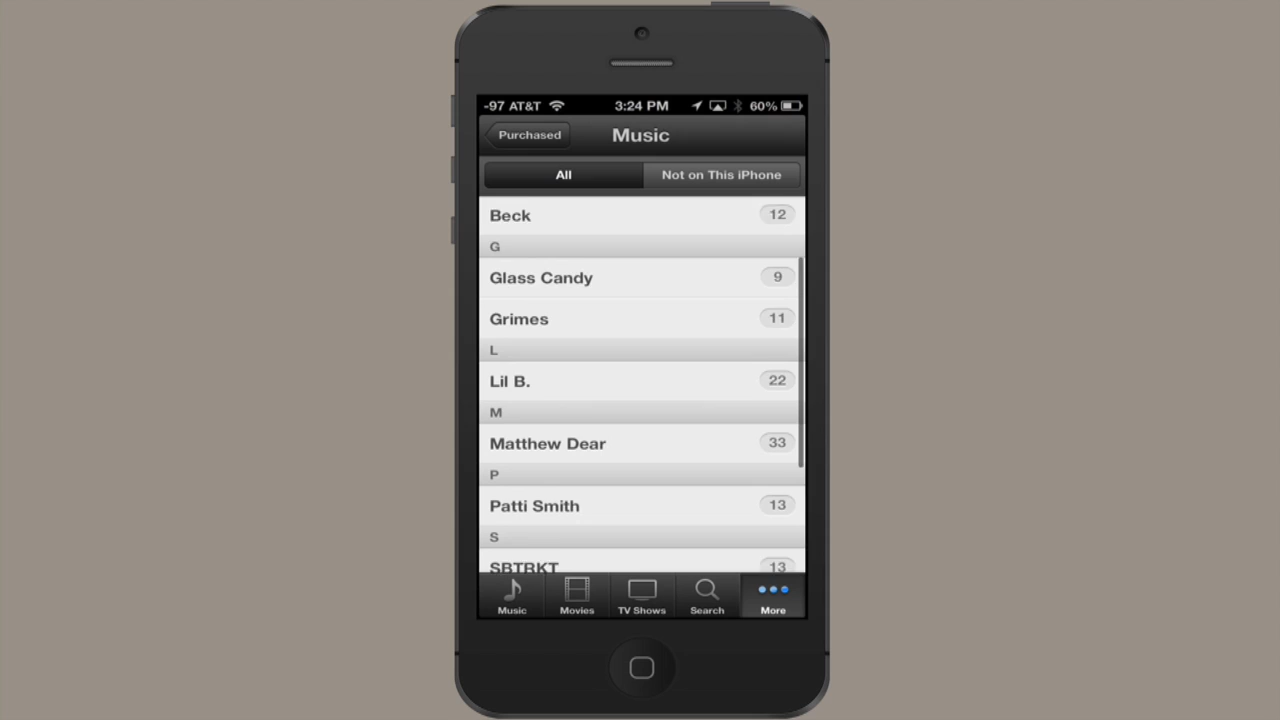 -97 AT&T 3:24 PM 60%
Purchased Music
All Not on This iPhone
Beck 12
G
Glass Candy 9
Grimes 11
L
Lil B. 22
M
Matthew Dear 33
P
Patti Smith 13
S
SBTRKT 13
Music Movies TV Shows Search More